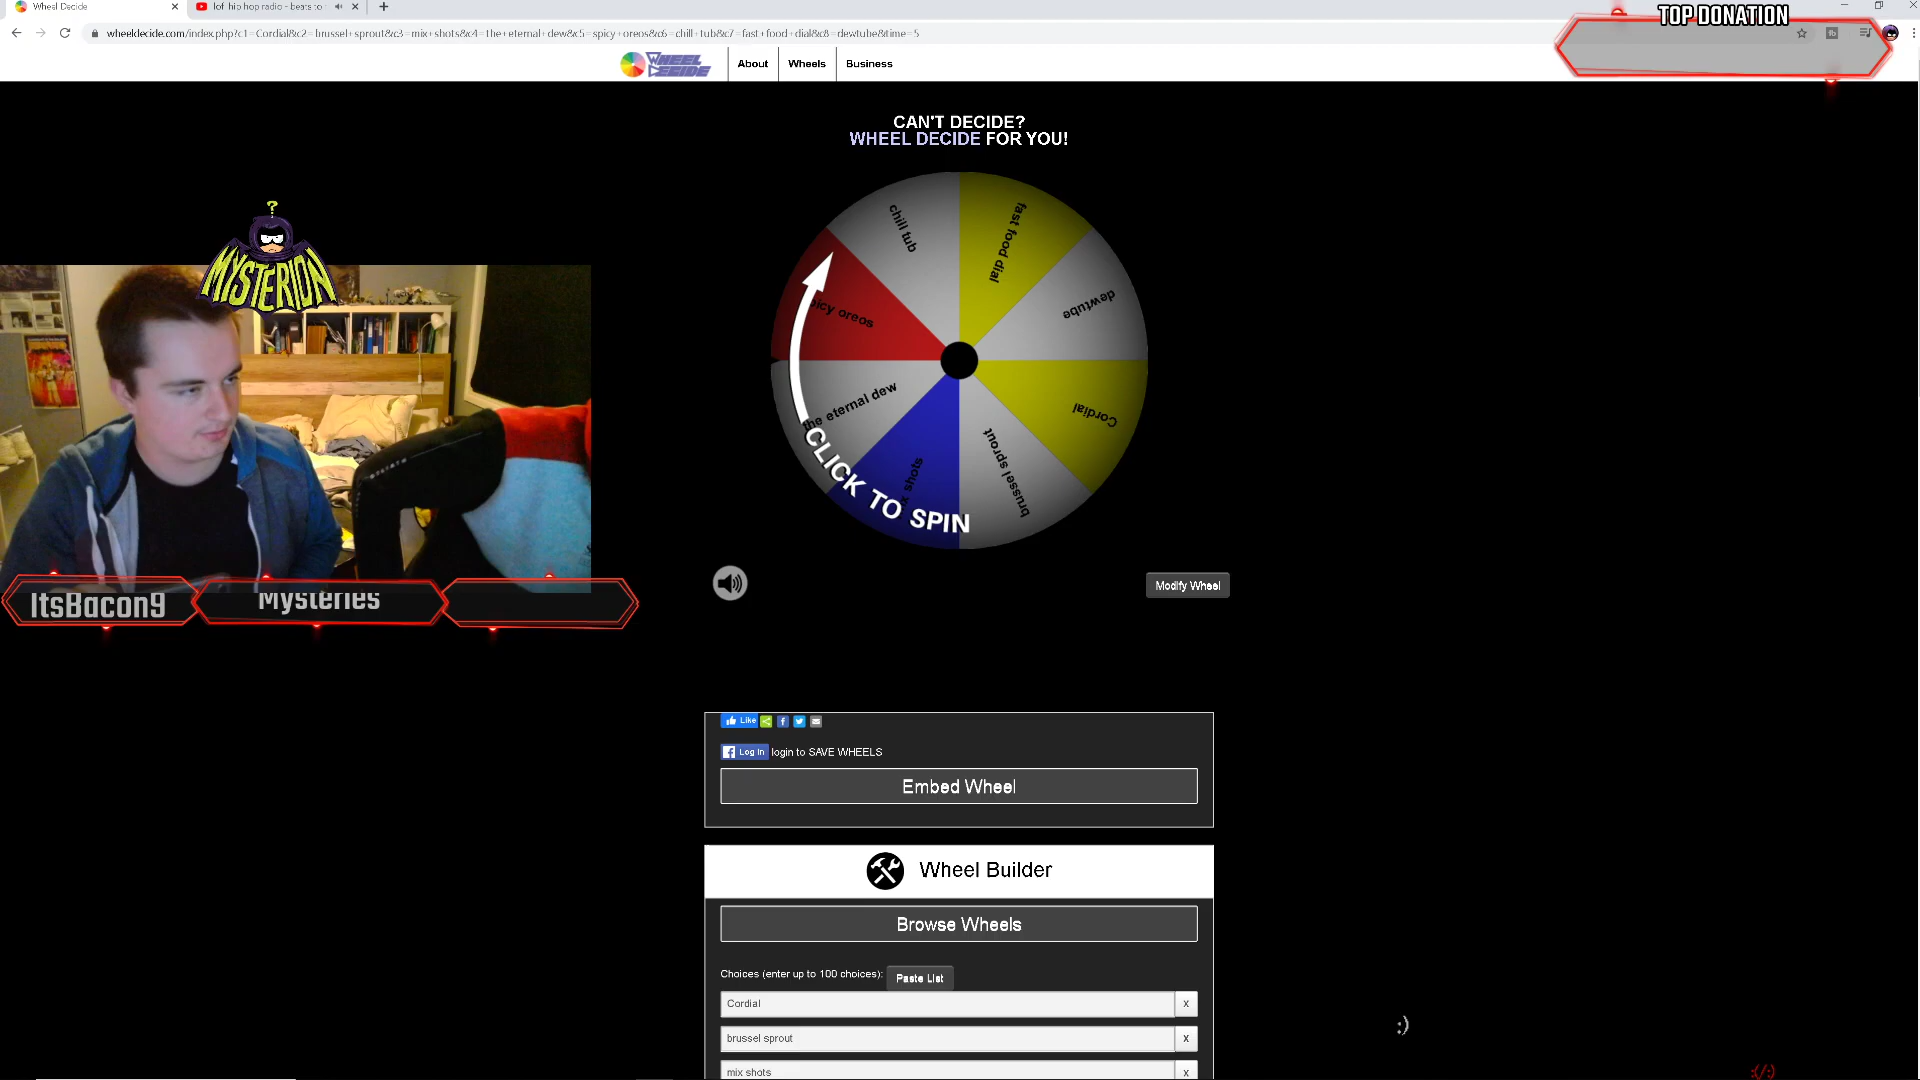 Wheel Decide
lofi hip hop radio - beats to
wheeldecide.com/index.php?c1=Cordial&c2=brussel+sprout&c3=mix+shots&c4=the+eternal+dew&c5=spicy+oreos&c6=chill+tub&c7=fast+food+dial&c8=dewtube&time=5
TOP DONATION
WHEEL DECIDE
About
Wheels
Business
CAN'T DECIDE?
WHEEL DECIDE FOR YOU!
chill tub
fast food dial
dewtube
Cordial
brussel sprout
shots
the eternal dew
oreos
CLICK TO SPIN
?
MYSTERION
ItsBacon9
Mysteries
Modify Wheel
Like
Log In login to SAVE WHEELS
Embed Wheel
Wheel Builder
Browse Wheels
Choices (enter up to 100 choices): Paste List
Cordial x
brussel sprout x
mix shots x
:)
:(/:)